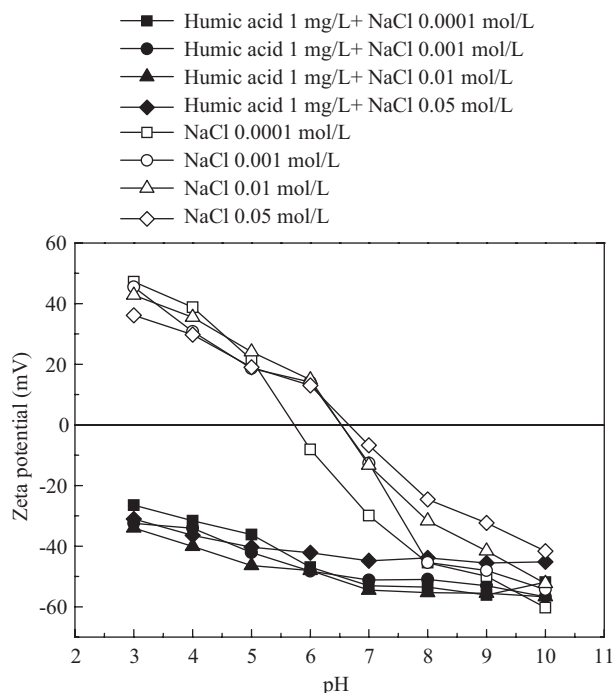 Humic acid 1 mg/L+ NaCl 0.0001 mol/L
Humic acid 1 mg/L+ NaCl 0.001 mol/L
Humic acid 1 mg/L+ NaCl 0.01 mol/L
Humic acid 1 mg/L+ NaCl 0.05 mol/L
NaCl 0.0001 mol/L
NaCl 0.001 mol/L
NaCl 0.01 mol/L
NaCl 0.05 mol/L
60
40
20
0
-20
-40
-60
Zeta potential (mV)
2 3 4 5 6 7 8 9 10 11
pH